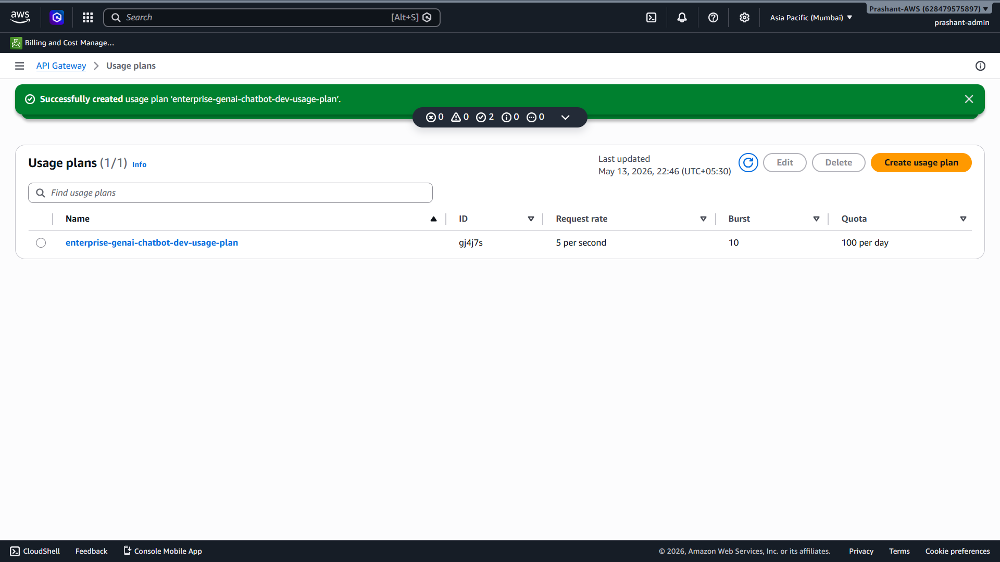 aws
Search [Alt+S]
Asia Pacific (Mumbai) ▼
Prashant-AWS (628479575897) ▼
prashant-admin
Billing and Cost Manage...
API Gateway > Usage plans
Successfully created usage plan ‘enterprise-genai-chatbot-dev-usage-plan’.
0 0 2 0 0
Usage plans (1/1) Info
Last updated
May 13, 2026, 22:46 (UTC+05:30)
Edit
Delete
Create usage plan
Find usage plans
Name ID Request rate Burst Quota
enterprise-genai-chatbot-dev-usage-plan gj4j7s 5 per second 10 100 per day
CloudShell Feedback Console Mobile App © 2026, Amazon Web Services, Inc. or its affiliates. Privacy Terms Cookie preferences